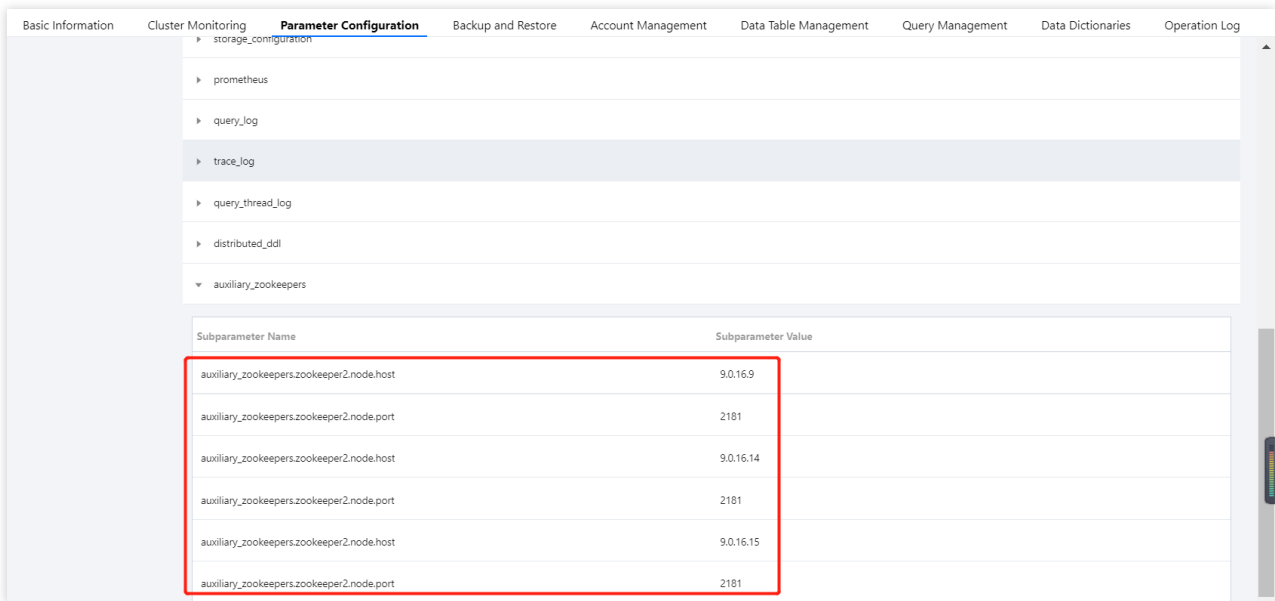 Basic Information Cluster Monitoring Parameter Configuration Backup and Restore Account Management Data Table Management Query Management Data Dictionaries Operation Log
storage_configuration
prometheus
query_log
trace_log
query_thread_log
distributed_ddl
auxiliary_zookeepers
Subparameter Name Subparameter Value
auxiliary_zookeepers.zookeeper2.node.host 9.0.16.9
auxiliary_zookeepers.zookeeper2.node.port 2181
auxiliary_zookeepers.zookeeper2.node.host 9.0.16.14
auxiliary_zookeepers.zookeeper2.node.port 2181
auxiliary_zookeepers.zookeeper2.node.host 9.0.16.15
auxiliary_zookeepers.zookeeper2.node.port 2181